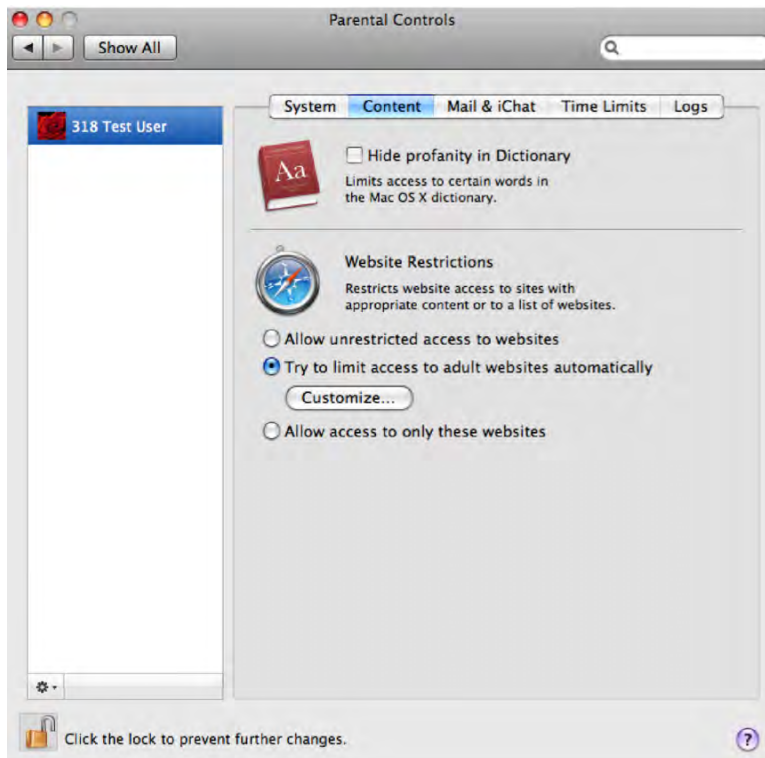 Parental Controls
Show All
318 Test User
System Content Mail & iChat Time Limits Logs
Aa
Hide profanity in Dictionary
Limits access to certain words in
the Mac OS X dictionary.
Website Restrictions
Restricts website access to sites with
appropriate content or to a list of websites.
Allow unrestricted access to websites
Try to limit access to adult websites automatically
Customize...
Allow access to only these websites
Click the lock to prevent further changes.
?